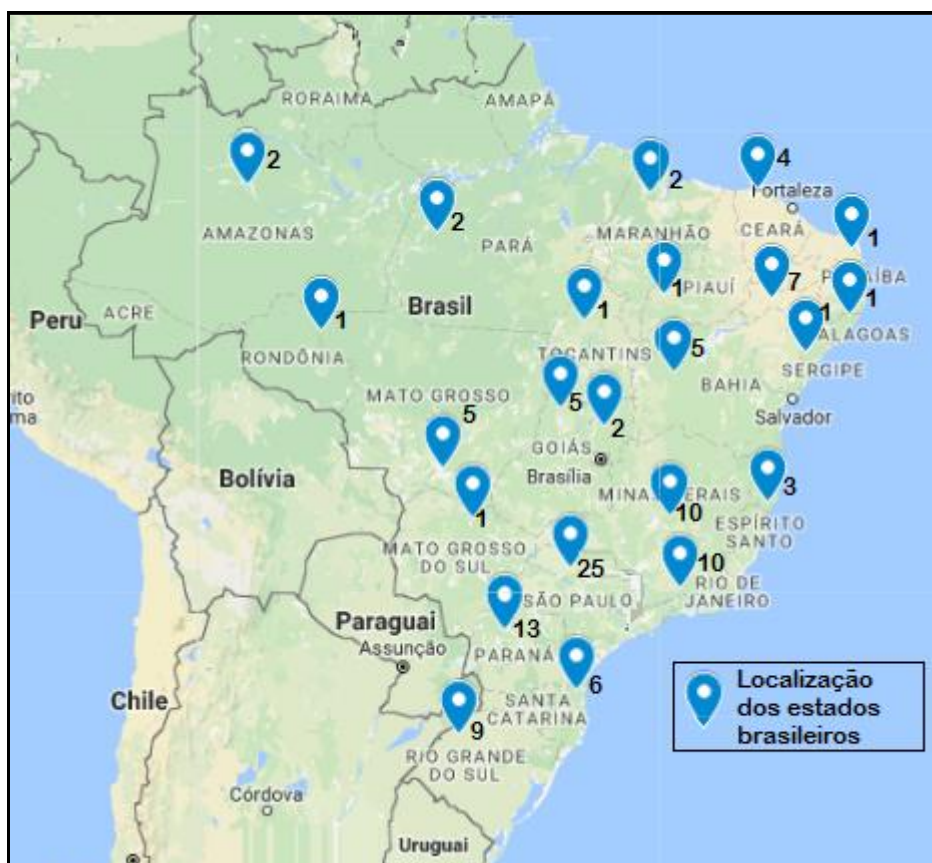 RORAIMA
AMAPÁ
2
2
2
4
Fortaleza
AMAZONAS
PARÁ
MARANHÃO
CEARÁ
1
ACRE
Brasil
1
PIAUÍ
7
1
Peru
1
1
1
ALAGOAS
RONDÔNIA
TOCANTINS
5
SERGIPE
BAHIA
MATO GROSSO
5
5
2
Salvador
GOIÁS
Brasília
Bolívia
MINAS GERAIS
3
1
10
ESPÍRITO
SANTO
MATO GROSSO
DO SUL
25
10
RIO DE
JANEIRO
SÃO PAULO
Paraguai
13
Assunção
PARANÁ
6
Chile
SANTA
CATARINA
9
RIO GRANDE
DO SUL
Localização
dos estados
brasileiros
Córdova
Uruguai